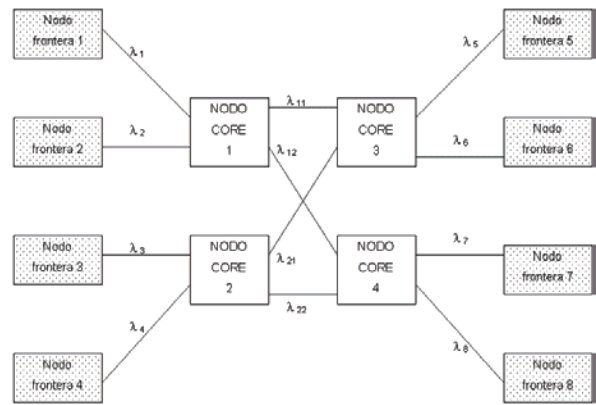 Nodo
frontera 1
λ1
Nodo
frontera 2
λ2
Nodo
frontera 3
λ3
Nodo
frontera 4
λ4
NODO
CORE
1
NODO
CORE
2
λ11
λ12
λ21
λ22
NODO
CORE
3
NODO
CORE
4
λ5
Nodo
frontera 5
λ6
Nodo
frontera 6
λ7
Nodo
frontera 7
λ8
Nodo
frontera 8